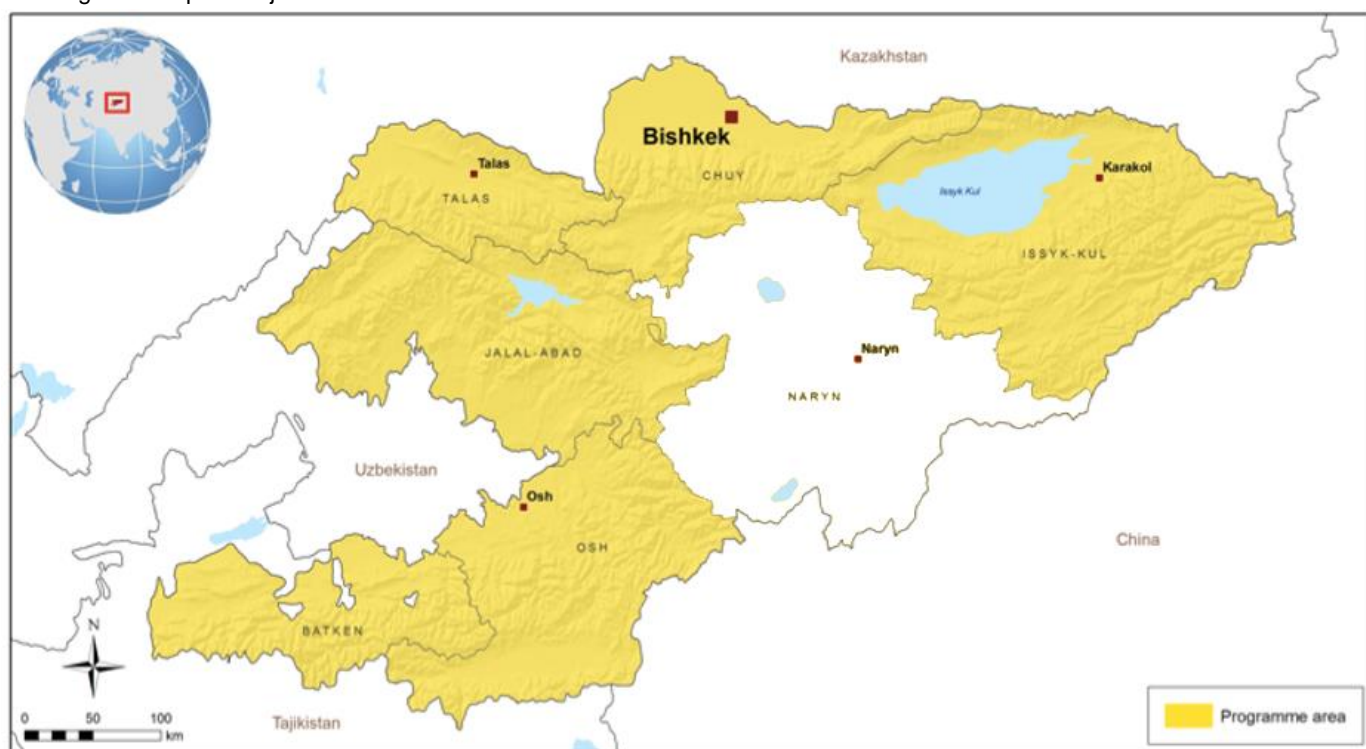 Kazakhstan
Bishkek
Talas
Karakol
CHUY
Issyk Kul
TALAS
ISSYK-KUL
JALAL-ABAD
Naryn
NARYN
Uzbekistan
Osh
China
OSH
BATKEN
N
Tajikistan
0 50 100
km
Programme area